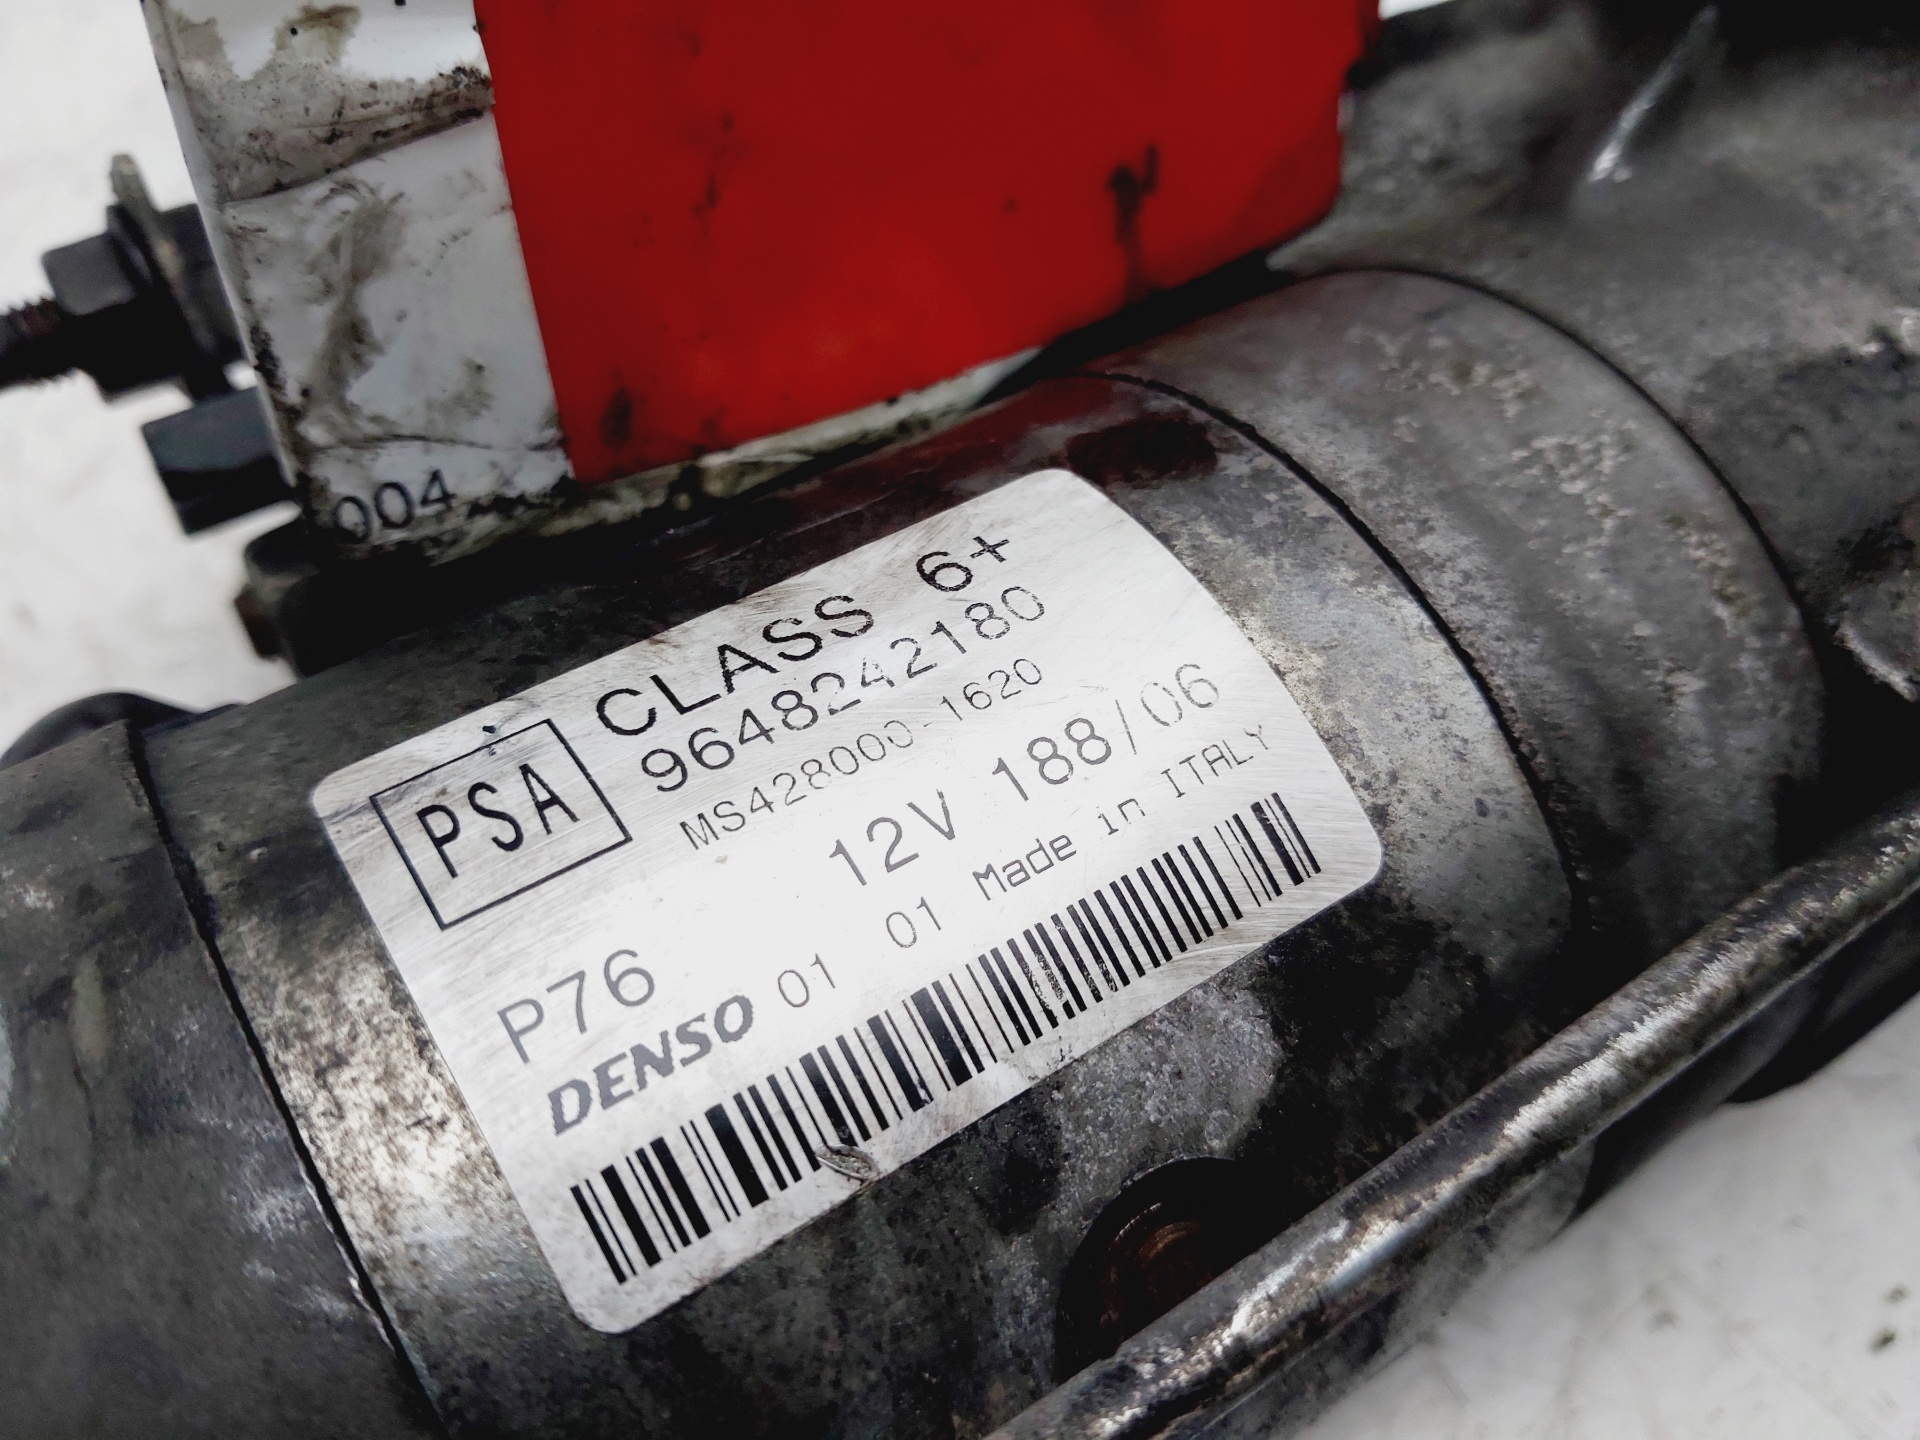 004
CLASS 6+
PSA 9648242180
MS428000-1620
12V 188/06
P76 01 01 Made in ITALY
DENSO